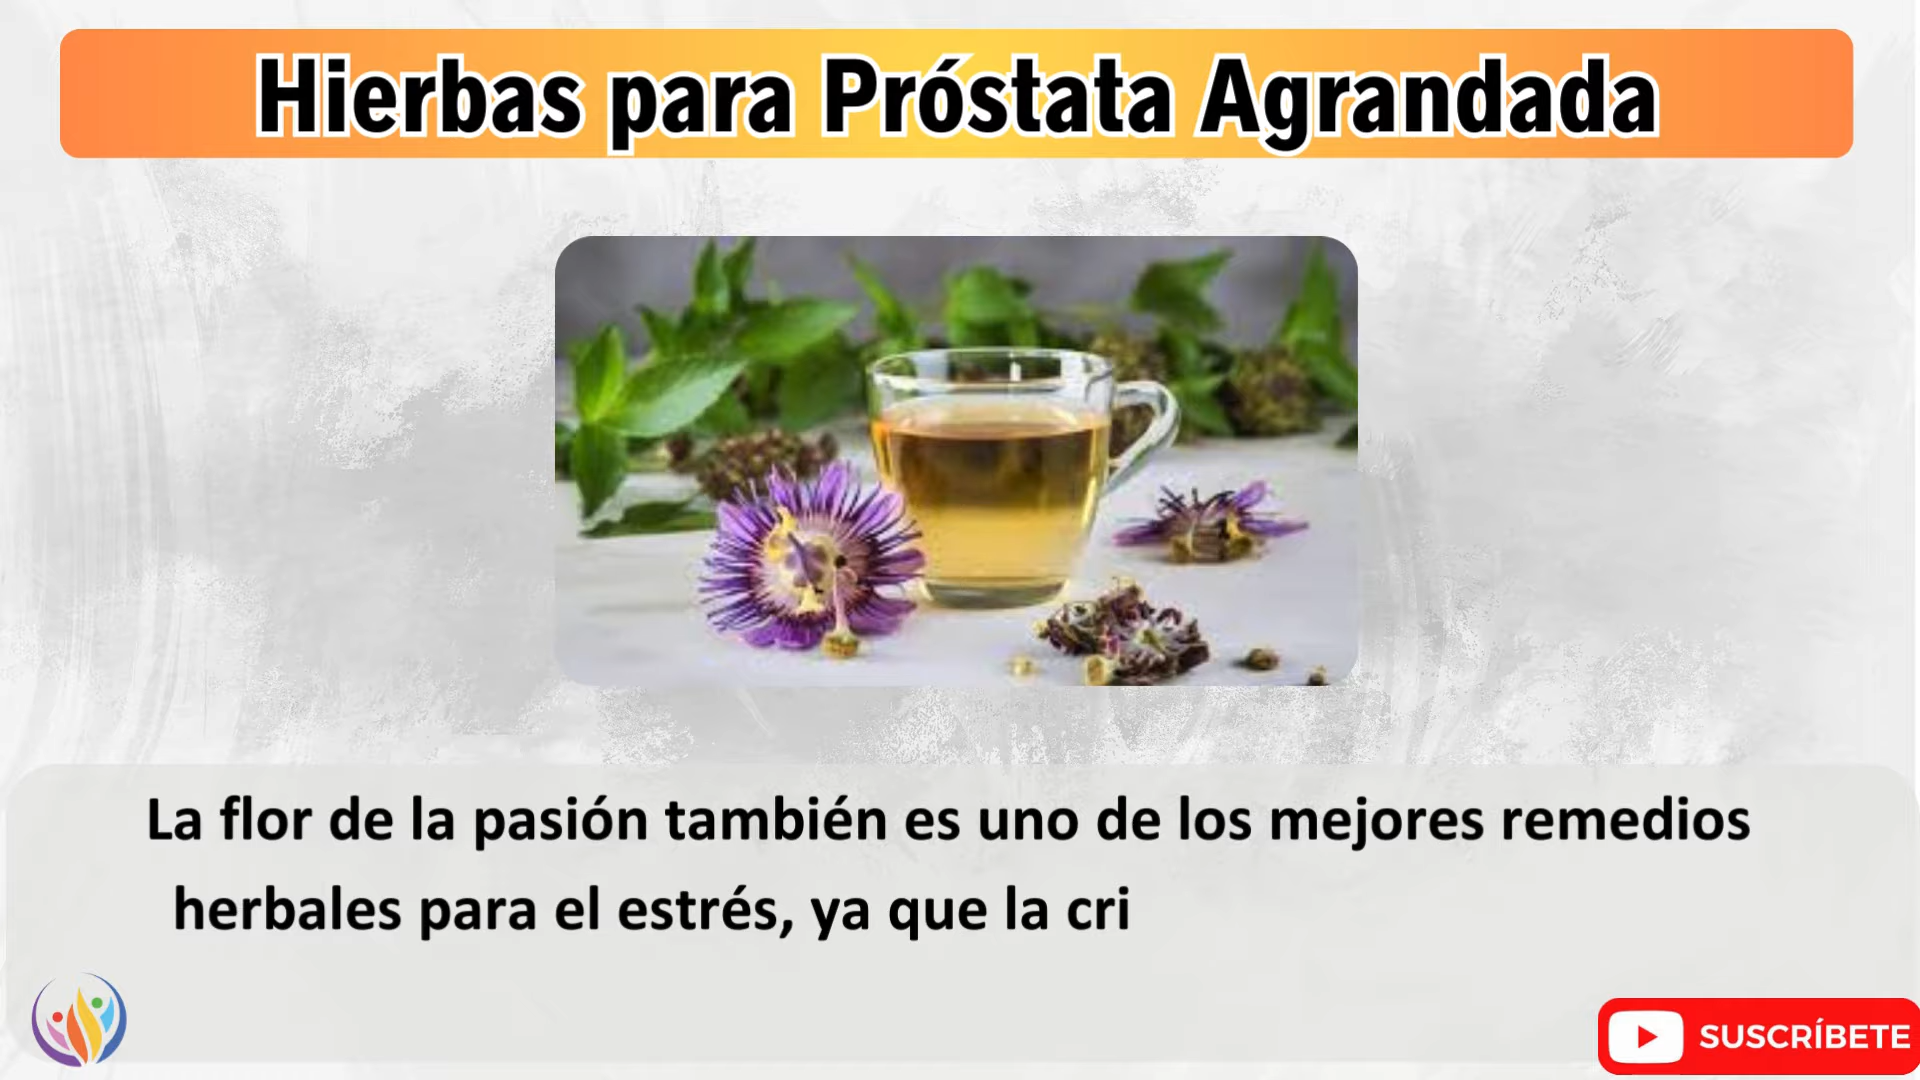 Hierbas para Próstata Agrandada
La flor de la pasión también es uno de los mejores remedios
herbales para el estrés, ya que la cri
SUSCRÍBETE